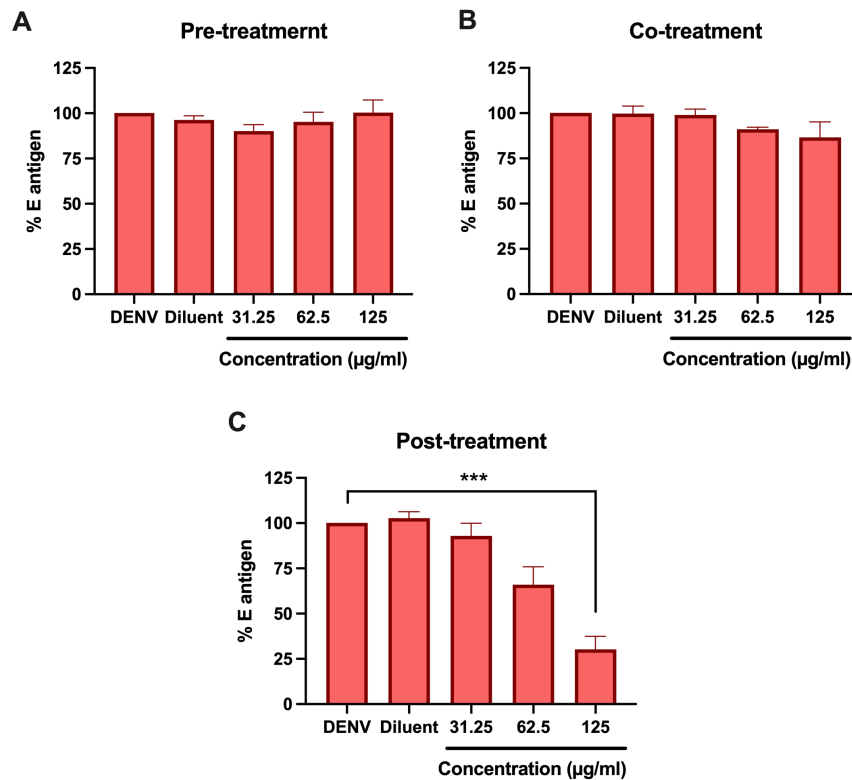 A
Pre-treatmernt
% E antigen
125
100
75
50
25
0
DENV Diluent 31.25 62.5 125
Concentration (µg/ml)
B
Co-treatment
% E antigen
125
100
75
50
25
0
DENV Diluent 31.25 62.5 125
Concentration (µg/ml)
C
Post-treatment
% E antigen
125
100
75
50
25
0
***
DENV Diluent 31.25 62.5 125
Concentration (µg/ml)